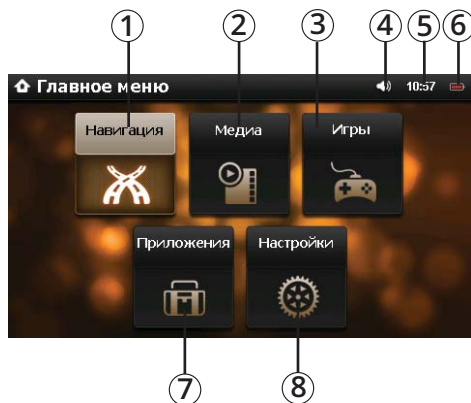 1 2 3 4 5 6
Главное меню 10:57
Навигация Медиа Игры
Приложения Настройки
7 8